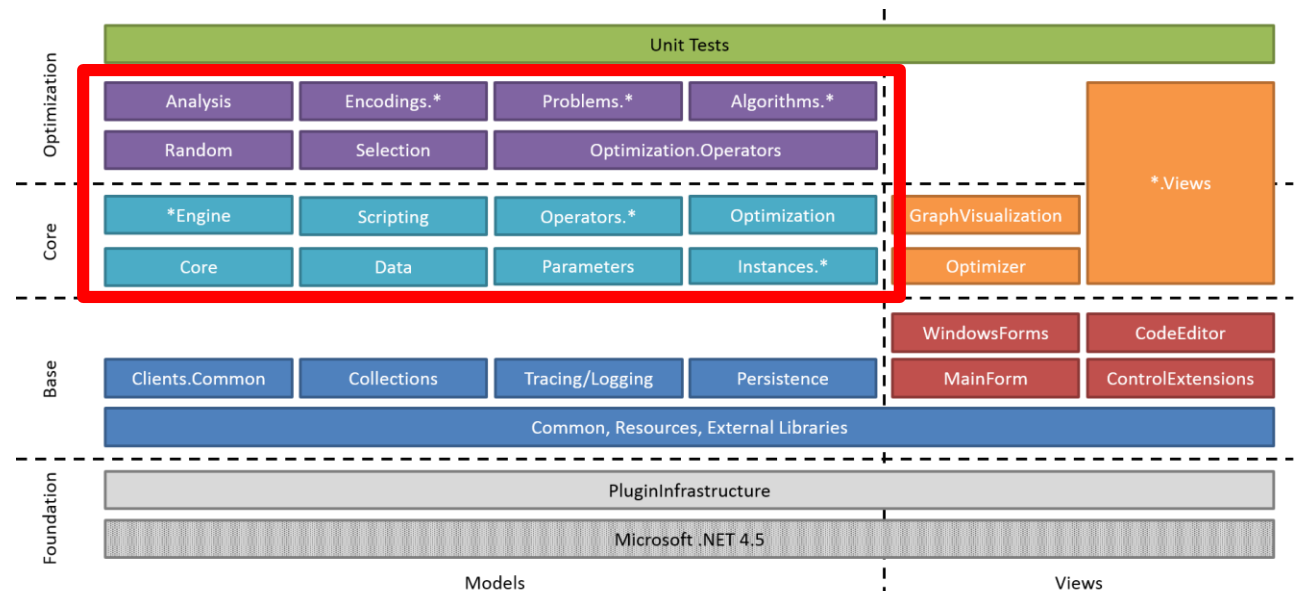 Unit Tests
Optimization
Analysis
Encodings.*
Problems.*
Algorithms.*
Random
Selection
Optimization.Operators
*.Views
Core
*Engine
Scripting
Operators.*
Optimization
GraphVisualization
Core
Data
Parameters
Instances.*
Optimizer
Base
WindowsForms
CodeEditor
Clients.Common
Collections
Tracing/Logging
Persistence
MainForm
ControlExtensions
Common, Resources, External Libraries
Foundation
PluginInfrastructure
Microsoft .NET 4.5
Models
Views